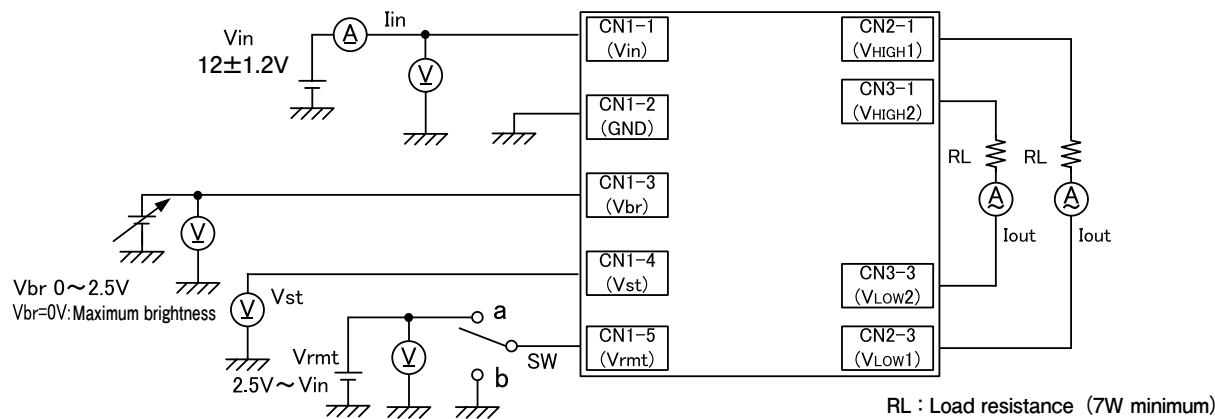 Vin
12±1.2V
Iin
A
V
CN1-1
(Vin)
CN1-2
(GND)
CN1-3
(Vbr)
CN1-4
(Vst)
CN1-5
(Vrmt)
CN2-1
(VHIGH1)
CN3-1
(VHIGH2)
CN3-3
(VLOW2)
CN2-3
(VLOW1)
RL
RL
A
A
Iout
Iout
V
Vbr 0～2.5V
Vbr=0V:Maximum brightness
V
Vst
Vrmt
2.5V～Vin
V
a
SW
b
RL：Load resistance (7W minimum)